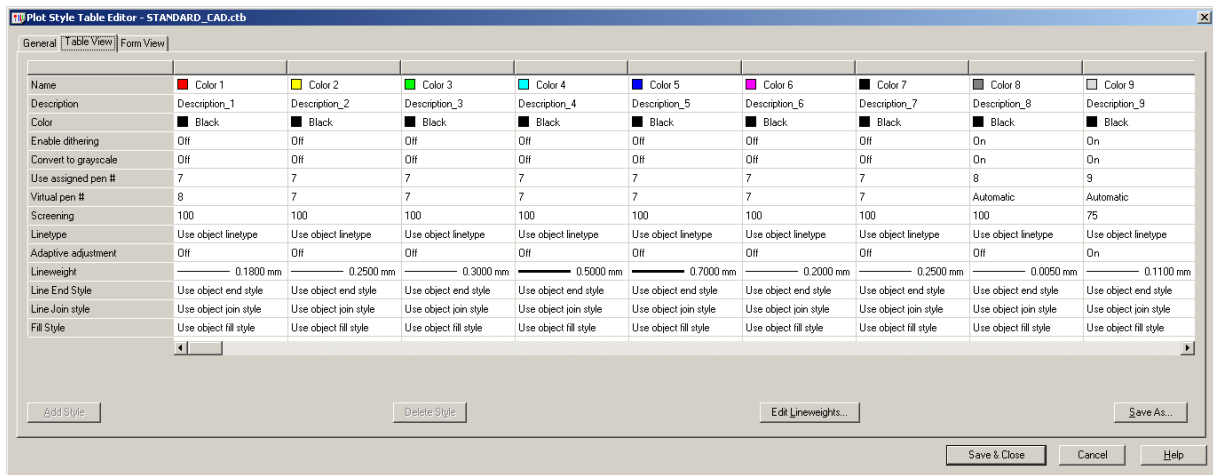 Plot Style Table Editor - STANDARD_CAD.ctb
General Table View Form View
Name Color 1 Color 2 Color 3 Color 4 Color 5 Color 6 Color 7 Color 8 Color 9
Description Description_1 Description_2 Description_3 Description_4 Description_5 Description_6 Description_7 Description_8 Description_9
Color Black Black Black Black Black Black Black Black Black
Enable dithering Off Off Off Off Off Off Off On On
Convert to grayscale Off Off Off Off Off Off Off On On
Use assigned pen # 7 7 7 7 7 7 7 8 9
Virtual pen # 8 7 7 7 7 7 7 Automatic Automatic
Screening 100 100 100 100 100 100 100 100 75
Linetype Use object linetype Use object linetype Use object linetype Use object linetype Use object linetype Use object linetype Use object linetype Use object linetype Use object linetype
Adaptive adjustment Off Off Off Off Off Off Off Off On
Lineweight 0.1800 mm 0.2500 mm 0.3000 mm 0.5000 mm 0.7000 mm 0.2000 mm 0.2500 mm 0.0050 mm 0.1100 mm
Line End Style Use object end style Use object end style Use object end style Use object end style Use object end style Use object end style Use object end style Use object end style Use object end style
Line Join style Use object join style Use object join style Use object join style Use object join style Use object join style Use object join style Use object join style Use object join style Use object join style
Fill Style Use object fill style Use object fill style Use object fill style Use object fill style Use object fill style Use object fill style Use object fill style Use object fill style Use object fill style
Add Style Delete Style Edit Lineweights... Save As...
Save & Close Cancel Help